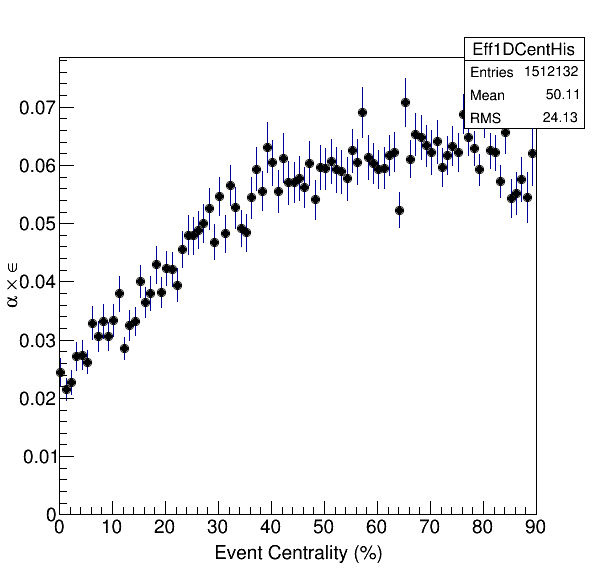 Eff1DCentHis
Entries 1512132
Mean 50.11
RMS 24.13
0.07
0.06
0.05
0.04
0.03
0.02
0.01
0
α × ϵ
0 10 20 30 40 50 60 70 80 90
Event Centrality (%)